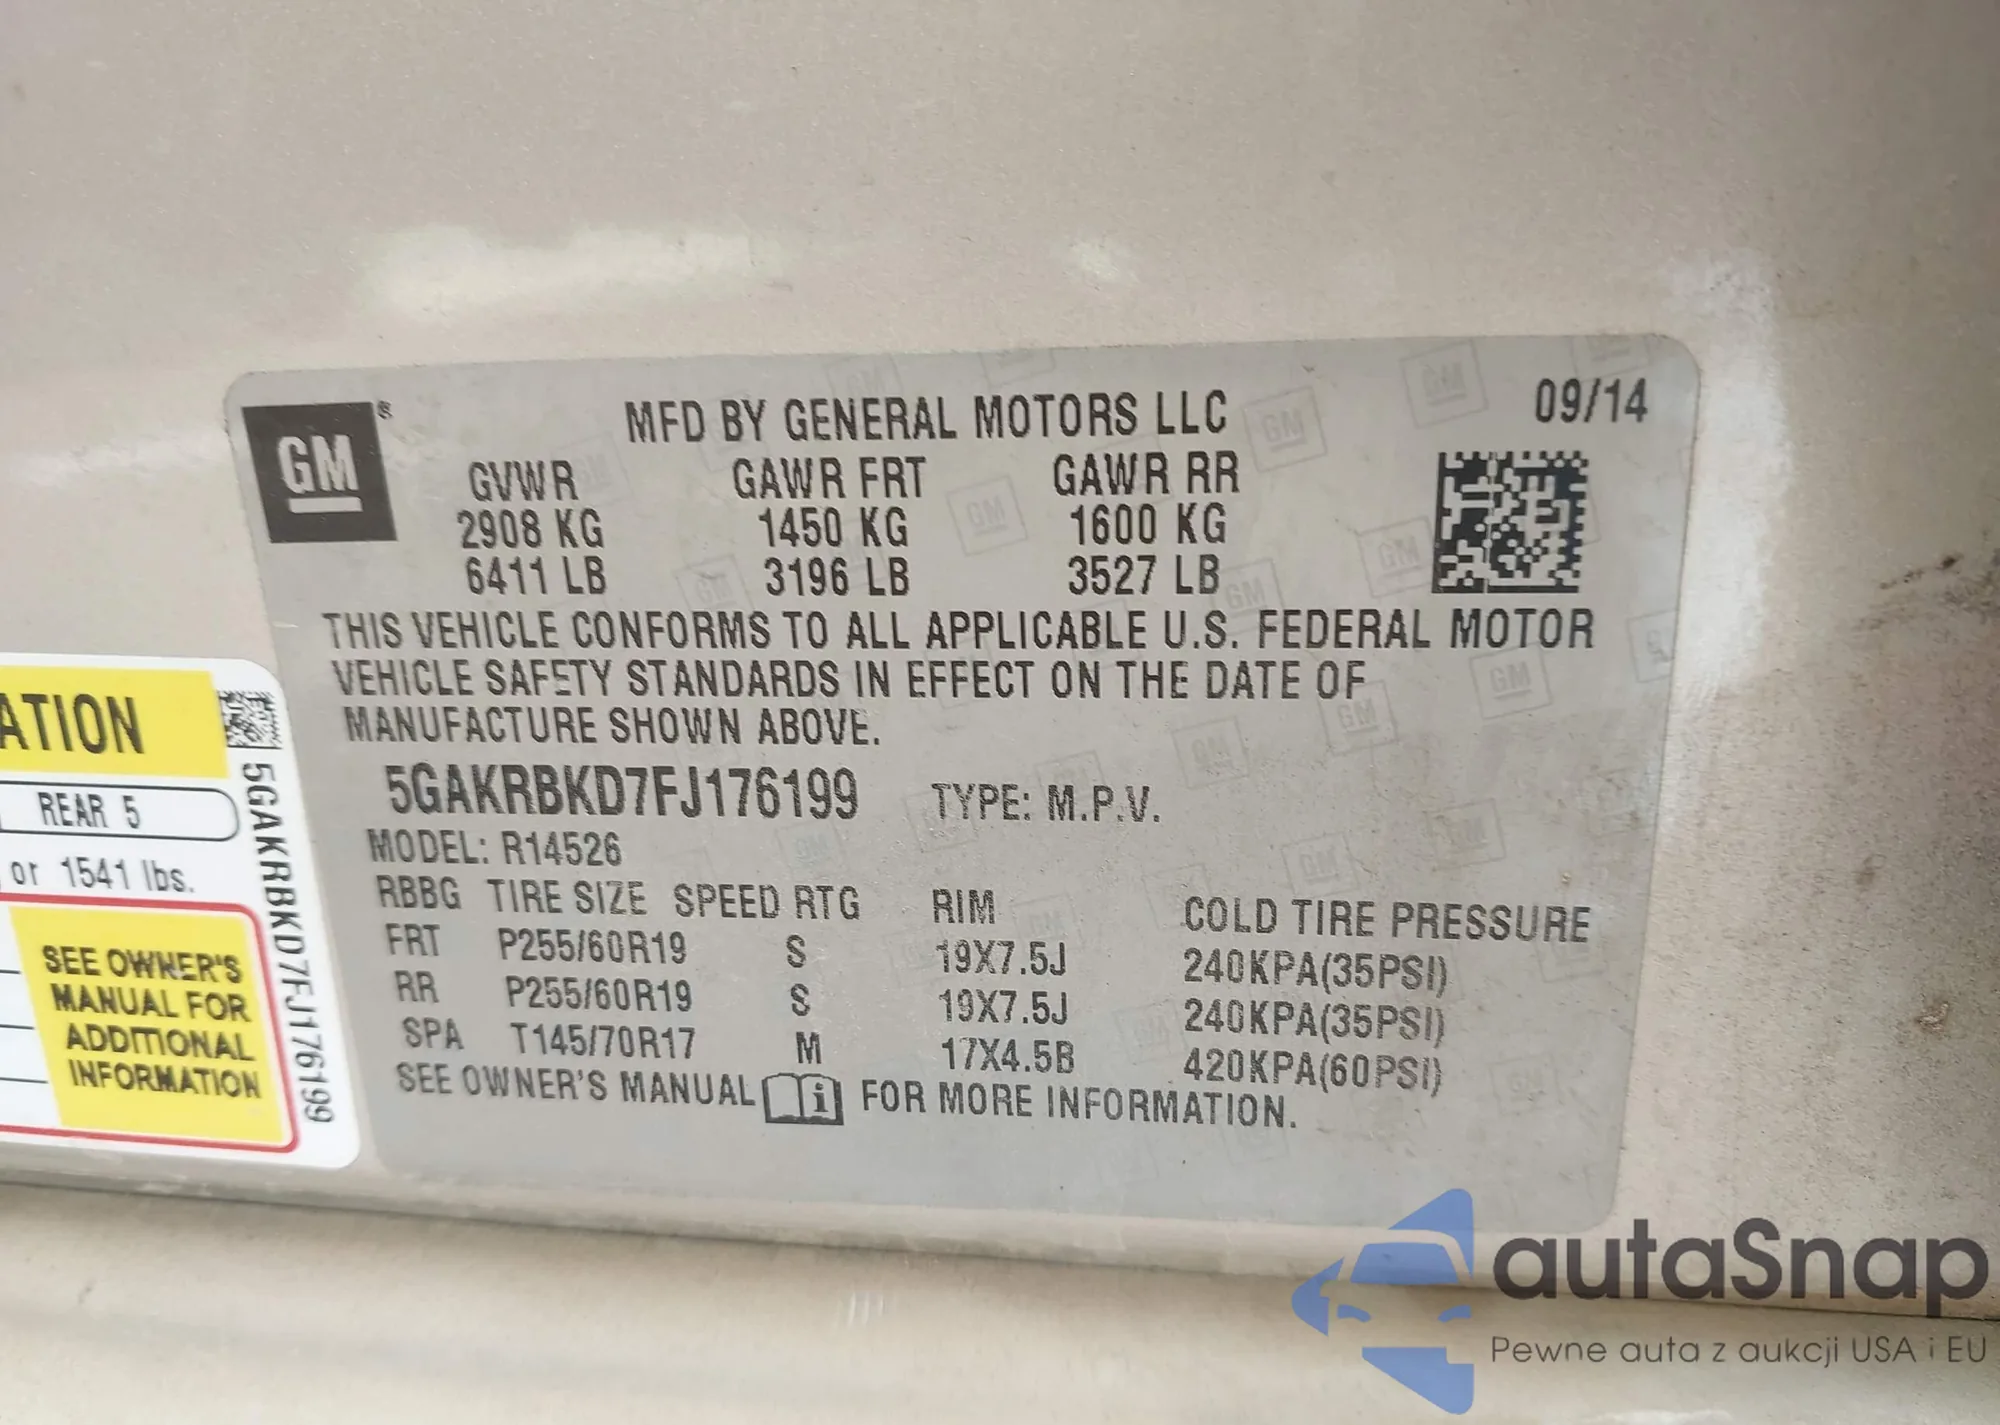 GM
MFD BY GENERAL MOTORS LLC
09/14
GVWR GAWR FRT GAWR RR
2908 KG 1450 KG 1600 KG
6411 LB 3196 LB 3527 LB
THIS VEHICLE CONFORMS TO ALL APPLICABLE U.S. FEDERAL MOTOR
VEHICLE SAFETY STANDARDS IN EFFECT ON THE DATE OF
MANUFACTURE SHOWN ABOVE.
5GAKRBKD7FJ176199 TYPE: M.P.V.
MODEL: R14526
RBBG TIRE SIZE SPEED RTG RIM COLD TIRE PRESSURE
FRT P255/60R19 S 19X7.5J 240KPA(35PSI)
RR P255/60R19 S 19X7.5J 240KPA(35PSI)
SPA T145/70R17 M 17X4.5B 420KPA(60PSI)
SEE OWNER'S MANUAL i FOR MORE INFORMATION.
ATION
REAR 5
or 1541 lbs.
SEE OWNER'S
MANUAL FOR
ADDITIONAL
INFORMATION
5GAKRBKD7FJ176199
autaSnap
Pewne auta z aukcji USA i EU